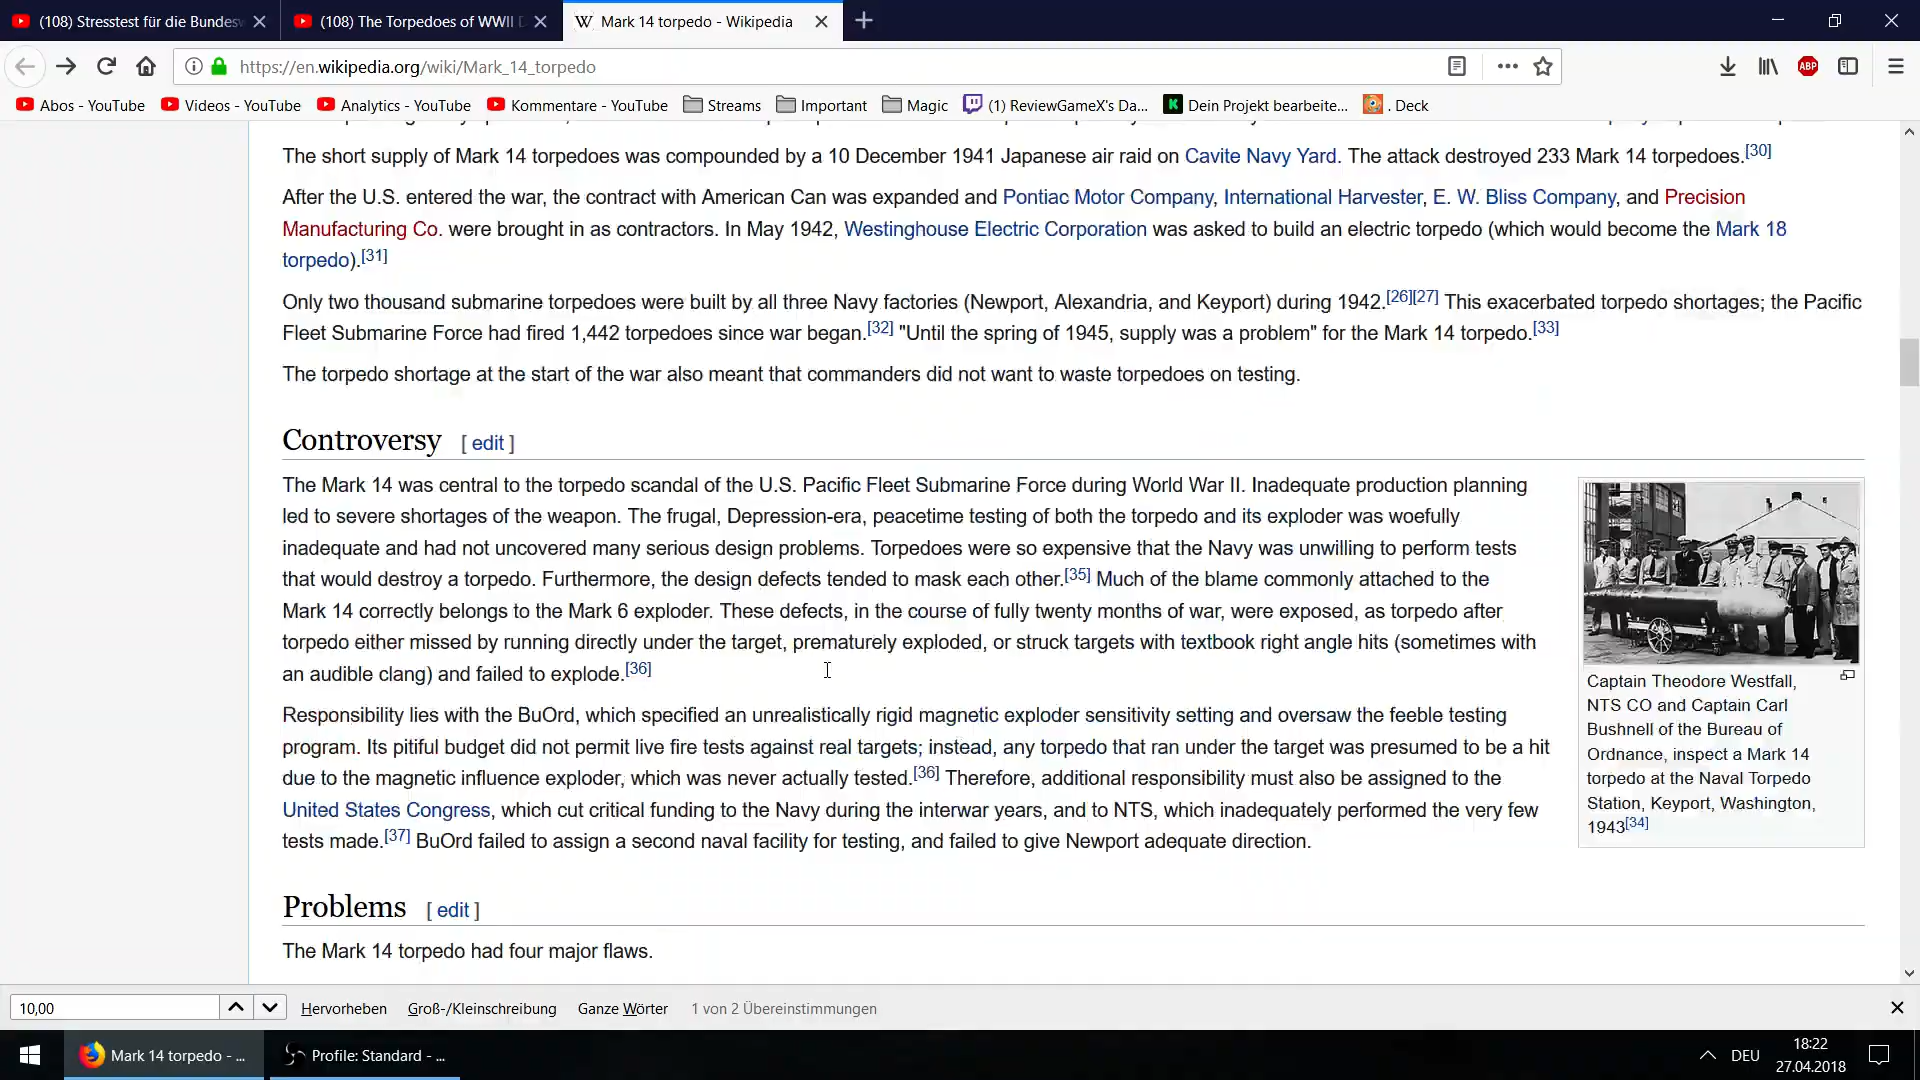 (108) Stresstest für die Bundesw
(108) The Torpedoes of WWII D
Mark 14 torpedo - Wikipedia
https://en.wikipedia.org/wiki/Mark_14_torpedo
ABP
Abos - YouTube
Videos - YouTube
Analytics - YouTube
Kommentare - YouTube
Streams
Important
Magic
(1) ReviewGameX's Da...
Dein Projekt bearbeite...
. Deck
The short supply of Mark 14 torpedoes was compounded by a 10 December 1941 Japanese air raid on Cavite Navy Yard. The attack destroyed 233 Mark 14 torpedoes.[30]
After the U.S. entered the war, the contract with American Can was expanded and Pontiac Motor Company, International Harvester, E. W. Bliss Company, and Precision
Manufacturing Co. were brought in as contractors. In May 1942, Westinghouse Electric Corporation was asked to build an electric torpedo (which would become the Mark 18
torpedo).[31]
Only two thousand submarine torpedoes were built by all three Navy factories (Newport, Alexandria, and Keyport) during 1942.[26][27] This exacerbated torpedo shortages; the Pacific
Fleet Submarine Force had fired 1,442 torpedoes since war began.[32] "Until the spring of 1945, supply was a problem" for the Mark 14 torpedo.[33]
The torpedo shortage at the start of the war also meant that commanders did not want to waste torpedoes on testing.
Controversy [ edit ]
The Mark 14 was central to the torpedo scandal of the U.S. Pacific Fleet Submarine Force during World War II. Inadequate production planning
led to severe shortages of the weapon. The frugal, Depression-era, peacetime testing of both the torpedo and its exploder was woefully
inadequate and had not uncovered many serious design problems. Torpedoes were so expensive that the Navy was unwilling to perform tests
that would destroy a torpedo. Furthermore, the design defects tended to mask each other.[35] Much of the blame commonly attached to the
Mark 14 correctly belongs to the Mark 6 exploder. These defects, in the course of fully twenty months of war, were exposed, as torpedo after
torpedo either missed by running directly under the target, prematurely exploded, or struck targets with textbook right angle hits (sometimes with
an audible clang) and failed to explode.[36]
Responsibility lies with the BuOrd, which specified an unrealistically rigid magnetic exploder sensitivity setting and oversaw the feeble testing
program. Its pitiful budget did not permit live fire tests against real targets; instead, any torpedo that ran under the target was presumed to be a hit
due to the magnetic influence exploder, which was never actually tested.[36] Therefore, additional responsibility must also be assigned to the
United States Congress, which cut critical funding to the Navy during the interwar years, and to NTS, which inadequately performed the very few
tests made.[37] BuOrd failed to assign a second naval facility for testing, and failed to give Newport adequate direction.
Captain Theodore Westfall,
NTS CO and Captain Carl
Bushnell of the Bureau of
Ordnance, inspect a Mark 14
torpedo at the Naval Torpedo
Station, Keyport, Washington,
1943[34]
Problems [ edit ]
The Mark 14 torpedo had four major flaws.
10,00
Hervorheben
Groß-/Kleinschreibung
Ganze Wörter
1 von 2 Übereinstimmungen
Mark 14 torpedo - ...
Profile: Standard - ...
DEU
18:22
27.04.2018